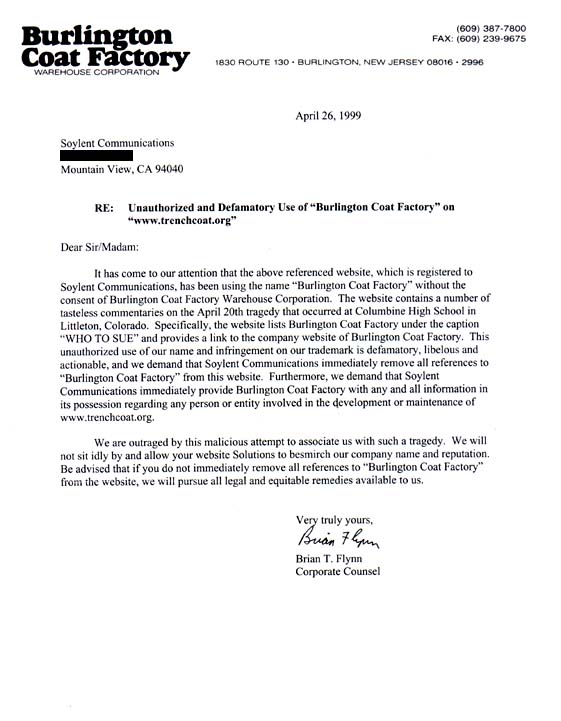 Burlington
Coat Factory
WAREHOUSE CORPORATION
(609) 387-7800
FAX: (609) 239-9675
1830 ROUTE 130 • BURLINGTON, NEW JERSEY 08016 • 2996
April 26, 1999
Soylent Communications
Mountain View, CA 94040
RE: Unauthorized and Defamatory Use of “Burlington Coat Factory” on
“www.trenchcoat.org”
Dear Sir/Madam:
It has come to our attention that the above referenced website, which is registered to
Soylent Communications, has been using the name “Burlington Coat Factory” without the
consent of Burlington Coat Factory Warehouse Corporation. The website contains a number of
tasteless commentaries on the April 20th tragedy that occurred at Columbine High School in
Littleton, Colorado. Specifically, the website lists Burlington Coat Factory under the caption
“WHO TO SUE” and provides a link to the company website of Burlington Coat Factory. This
unauthorized use of our name and infringement on our trademark is defamatory, libelous and
actionable, and we demand that Soylent Communications immediately remove all references to
“Burlington Coat Factory” from this website. Furthermore, we demand that Soylent
Communications immediately provide Burlington Coat Factory with any and all information in
its possession regarding any person or entity involved in the development or maintenance of
www.trenchcoat.org.
We are outraged by this malicious attempt to associate us with such a tragedy. We will
not sit idly by and allow your website Solutions to besmirch our company name and reputation.
Be advised that if you do not immediately remove all references to “Burlington Coat Factory”
from the website, we will pursue all legal and equitable remedies available to us.
Very truly yours,
Brian T Flynn
Brian T. Flynn
Corporate Counsel